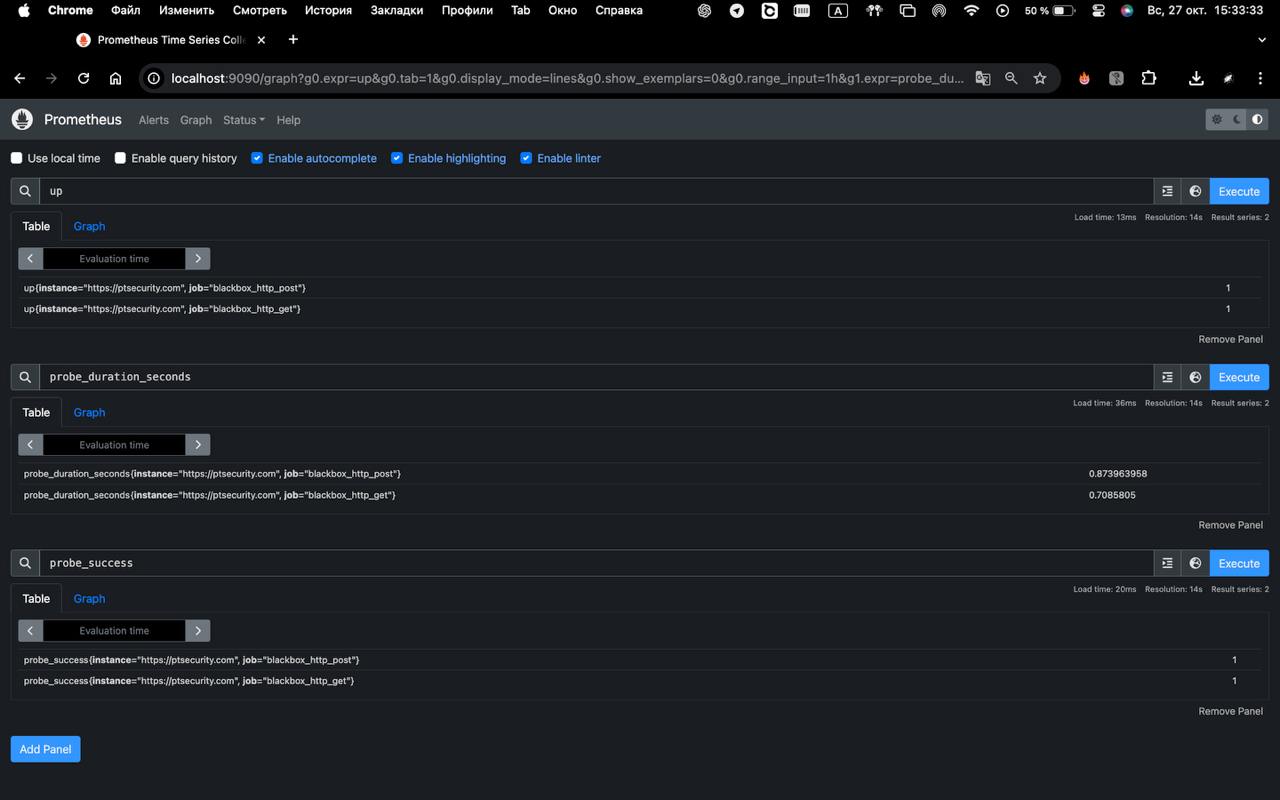 Chrome Файл Изменить Смотреть История Закладки Профили Tab Окно Справка A 50 % Вс, 27 окт. 15:33:33
Prometheus Time Series Coll
localhost:9090/graph?g0.expr=up&g0.tab=1&g0.display_mode=lines&g0.show_exemplars=0&g0.range_input=1h&g1.expr=probe_du...
Prometheus Alerts Graph Status Help
Use local time Enable query history Enable autocomplete Enable highlighting Enable linter
up Execute
Load time: 13ms Resolution: 14s Result series: 2
Table Graph
Evaluation time
up{instance="https://ptsecurity.com", job="blackbox_http_post"} 1
up{instance="https://ptsecurity.com", job="blackbox_http_get"} 1
Remove Panel
probe_duration_seconds Execute
Load time: 36ms Resolution: 14s Result series: 2
Table Graph
Evaluation time
probe_duration_seconds{instance="https://ptsecurity.com", job="blackbox_http_post"} 0.873963958
probe_duration_seconds{instance="https://ptsecurity.com", job="blackbox_http_get"} 0.7085805
Remove Panel
probe_success Execute
Load time: 20ms Resolution: 14s Result series: 2
Table Graph
Evaluation time
probe_success{instance="https://ptsecurity.com", job="blackbox_http_post"} 1
probe_success{instance="https://ptsecurity.com", job="blackbox_http_get"} 1
Remove Panel
Add Panel